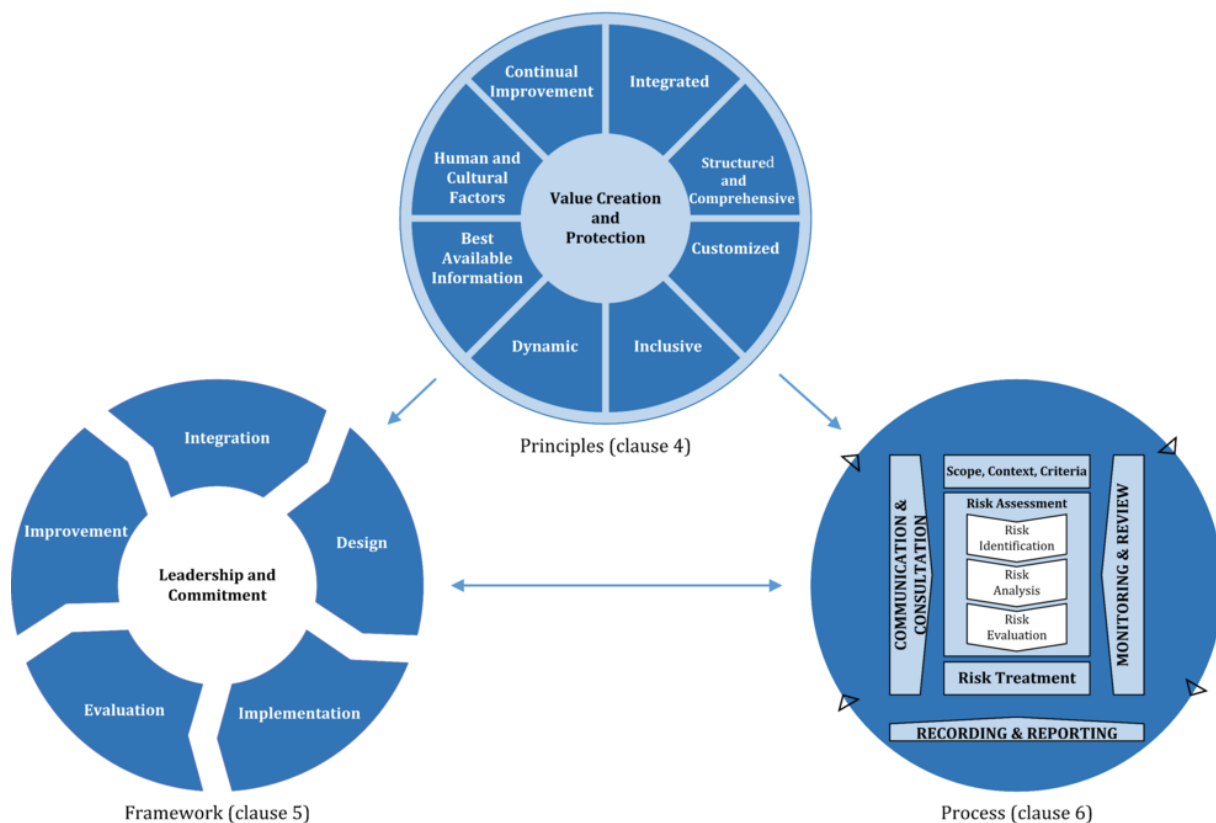 Continual
Improvement
Integrated
Human and
Cultural
Factors
Structured
and
Comprehensive
Value Creation
and
Protection
Best
Available
Information
Customized
Dynamic
Inclusive
Principles (clause 4)
Integration
Improvement
Design
Leadership and
Commitment
Evaluation
Implementation
Framework (clause 5)
Scope, Context, Criteria
Risk Assessment
Risk
Identification
Risk
Analysis
Risk
Evaluation
Risk Treatment
COMMUNICATION &
CONSULTATION
MONITORING & REVIEW
RECORDING & REPORTING
Process (clause 6)